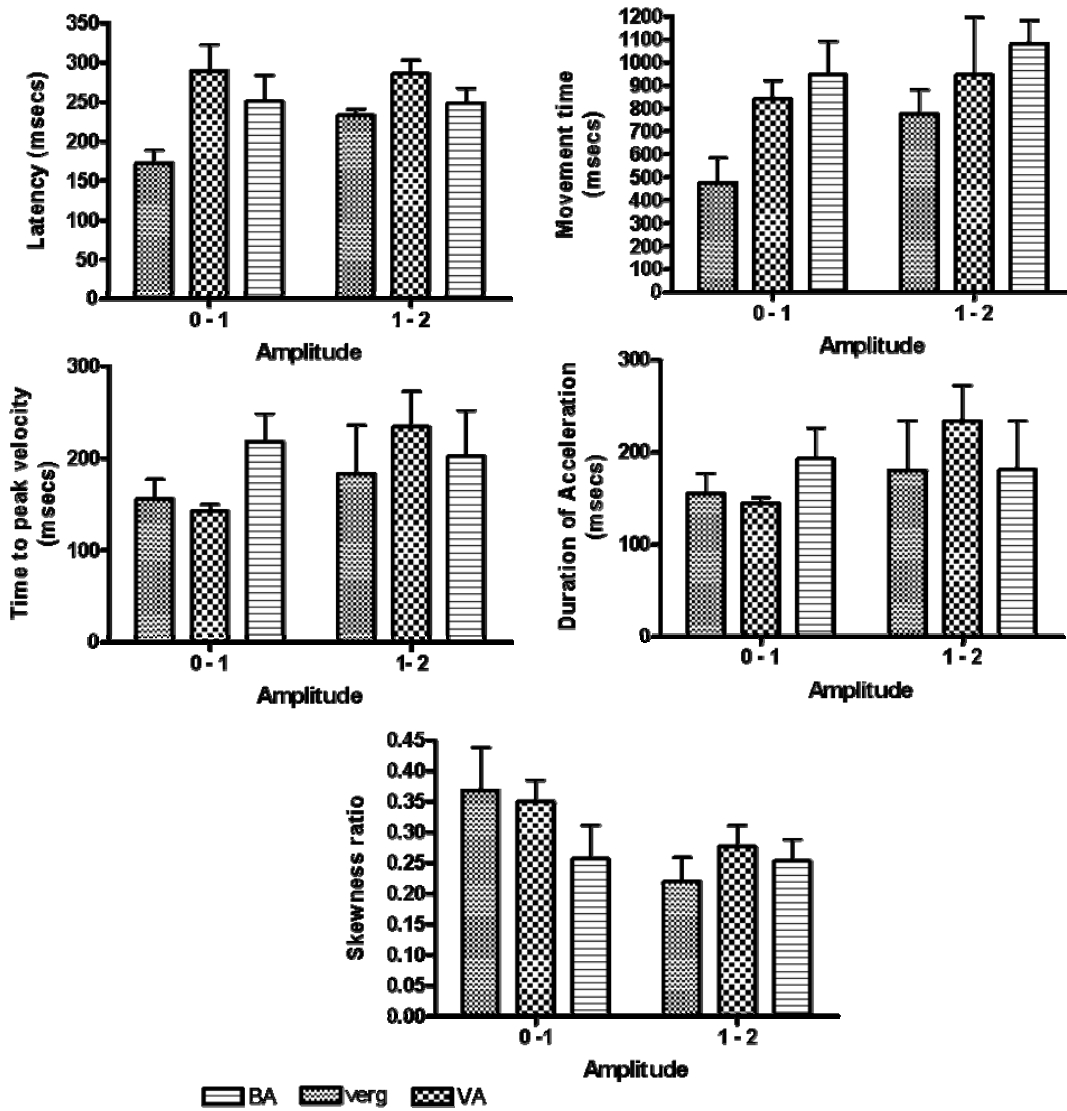 Latency (msecs)
350
300
250
200
150
100
50
0
0 - 1
1 - 2
Amplitude
Movement time
(msecs)
1200
1100
1000
900
800
700
600
500
400
300
200
100
0
0 - 1
1 - 2
Amplitude
Time to peak velocity
(msecs)
300
200
100
0
0 - 1
1 - 2
Amplitude
Duration of Acceleration
(msecs)
300
200
100
0
0 - 1
1 - 2
Amplitude
Skewness ratio
0.45
0.40
0.35
0.30
0.25
0.20
0.15
0.10
0.05
0.00
0 - 1
1 - 2
Amplitude
BA verg VA